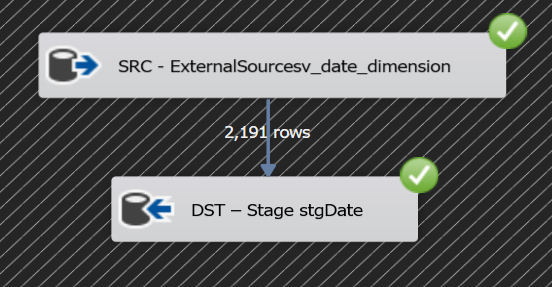 SRC - ExternalSourcesv_date_dimension
2,191 rows
DST – Stage stgDate